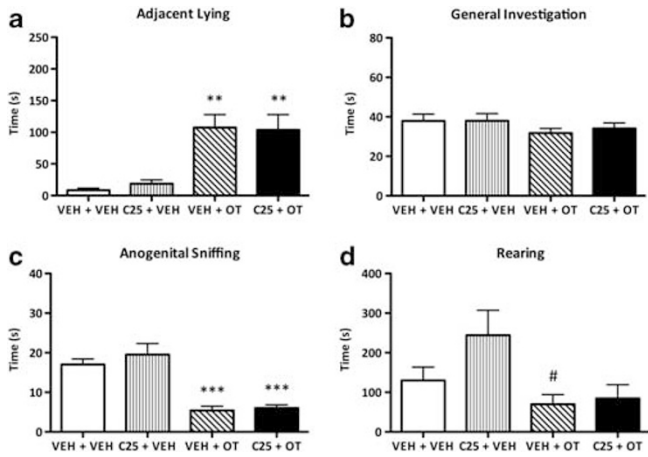 a
Adjacent Lying
Time (s)
250
200
150
100
50
0
** **
VEH + VEH C25 + VEH VEH + OT C25 + OT
b
General Investigation
Time (s)
80
60
40
20
0
VEH + VEH C25 + VEH VEH + OT C25 + OT
c
Anogenital Sniffing
Time (s)
40
30
20
10
0
*** ***
VEH + VEH C25 + VEH VEH + OT C25 + OT
d
Rearing
Time (s)
400
300
200
100
0
#
VEH + VEH C25 + VEH VEH + OT C25 + OT